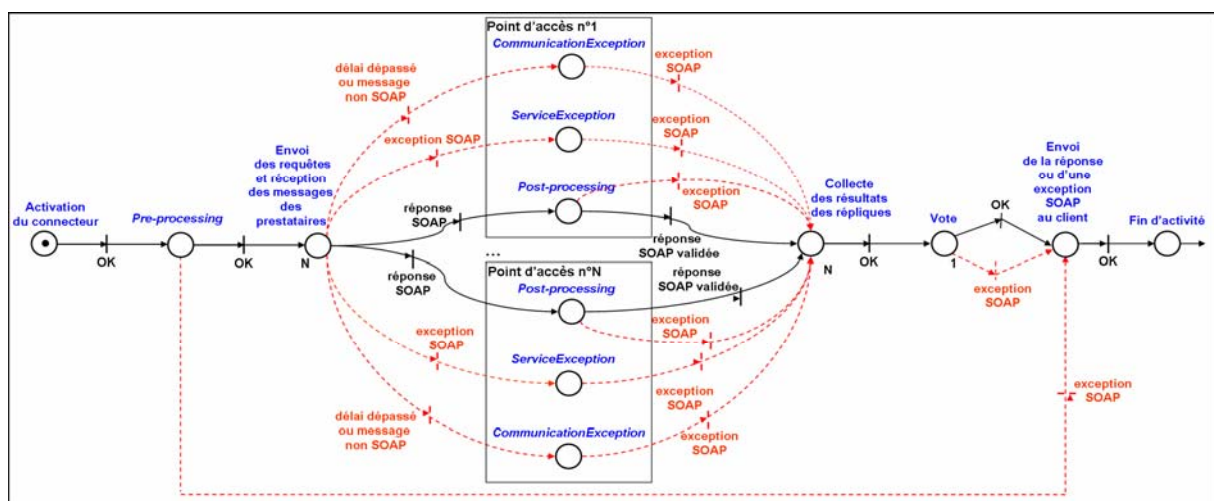 Point d'accès n°1
CommunicationException
exception
SOAP
délai dépassé
ou message
non SOAP
ServiceException
exception
SOAP
exception SOAP
Envoi
des requêtes
et réception
des messages
des
prestataires
Post-processing
exception
SOAP
Activation
du connecteur
Pre-processing
réponse
SOAP
réponse
SOAP validée
Collecte
des résultats
des répliques
Vote
OK
Envoi
de la réponse
ou d'une
exception
SOAP
au client
Fin d'activité
OK
OK
N
N
OK
1
OK
exception
SOAP
...
réponse
SOAP
Point d'accès n°N
réponse
SOAP validée
Post-processing
exception
SOAP
exception
SOAP
ServiceException
exception
SOAP
exception
SOAP
délai dépassé
ou message
non SOAP
CommunicationException
exception
SOAP